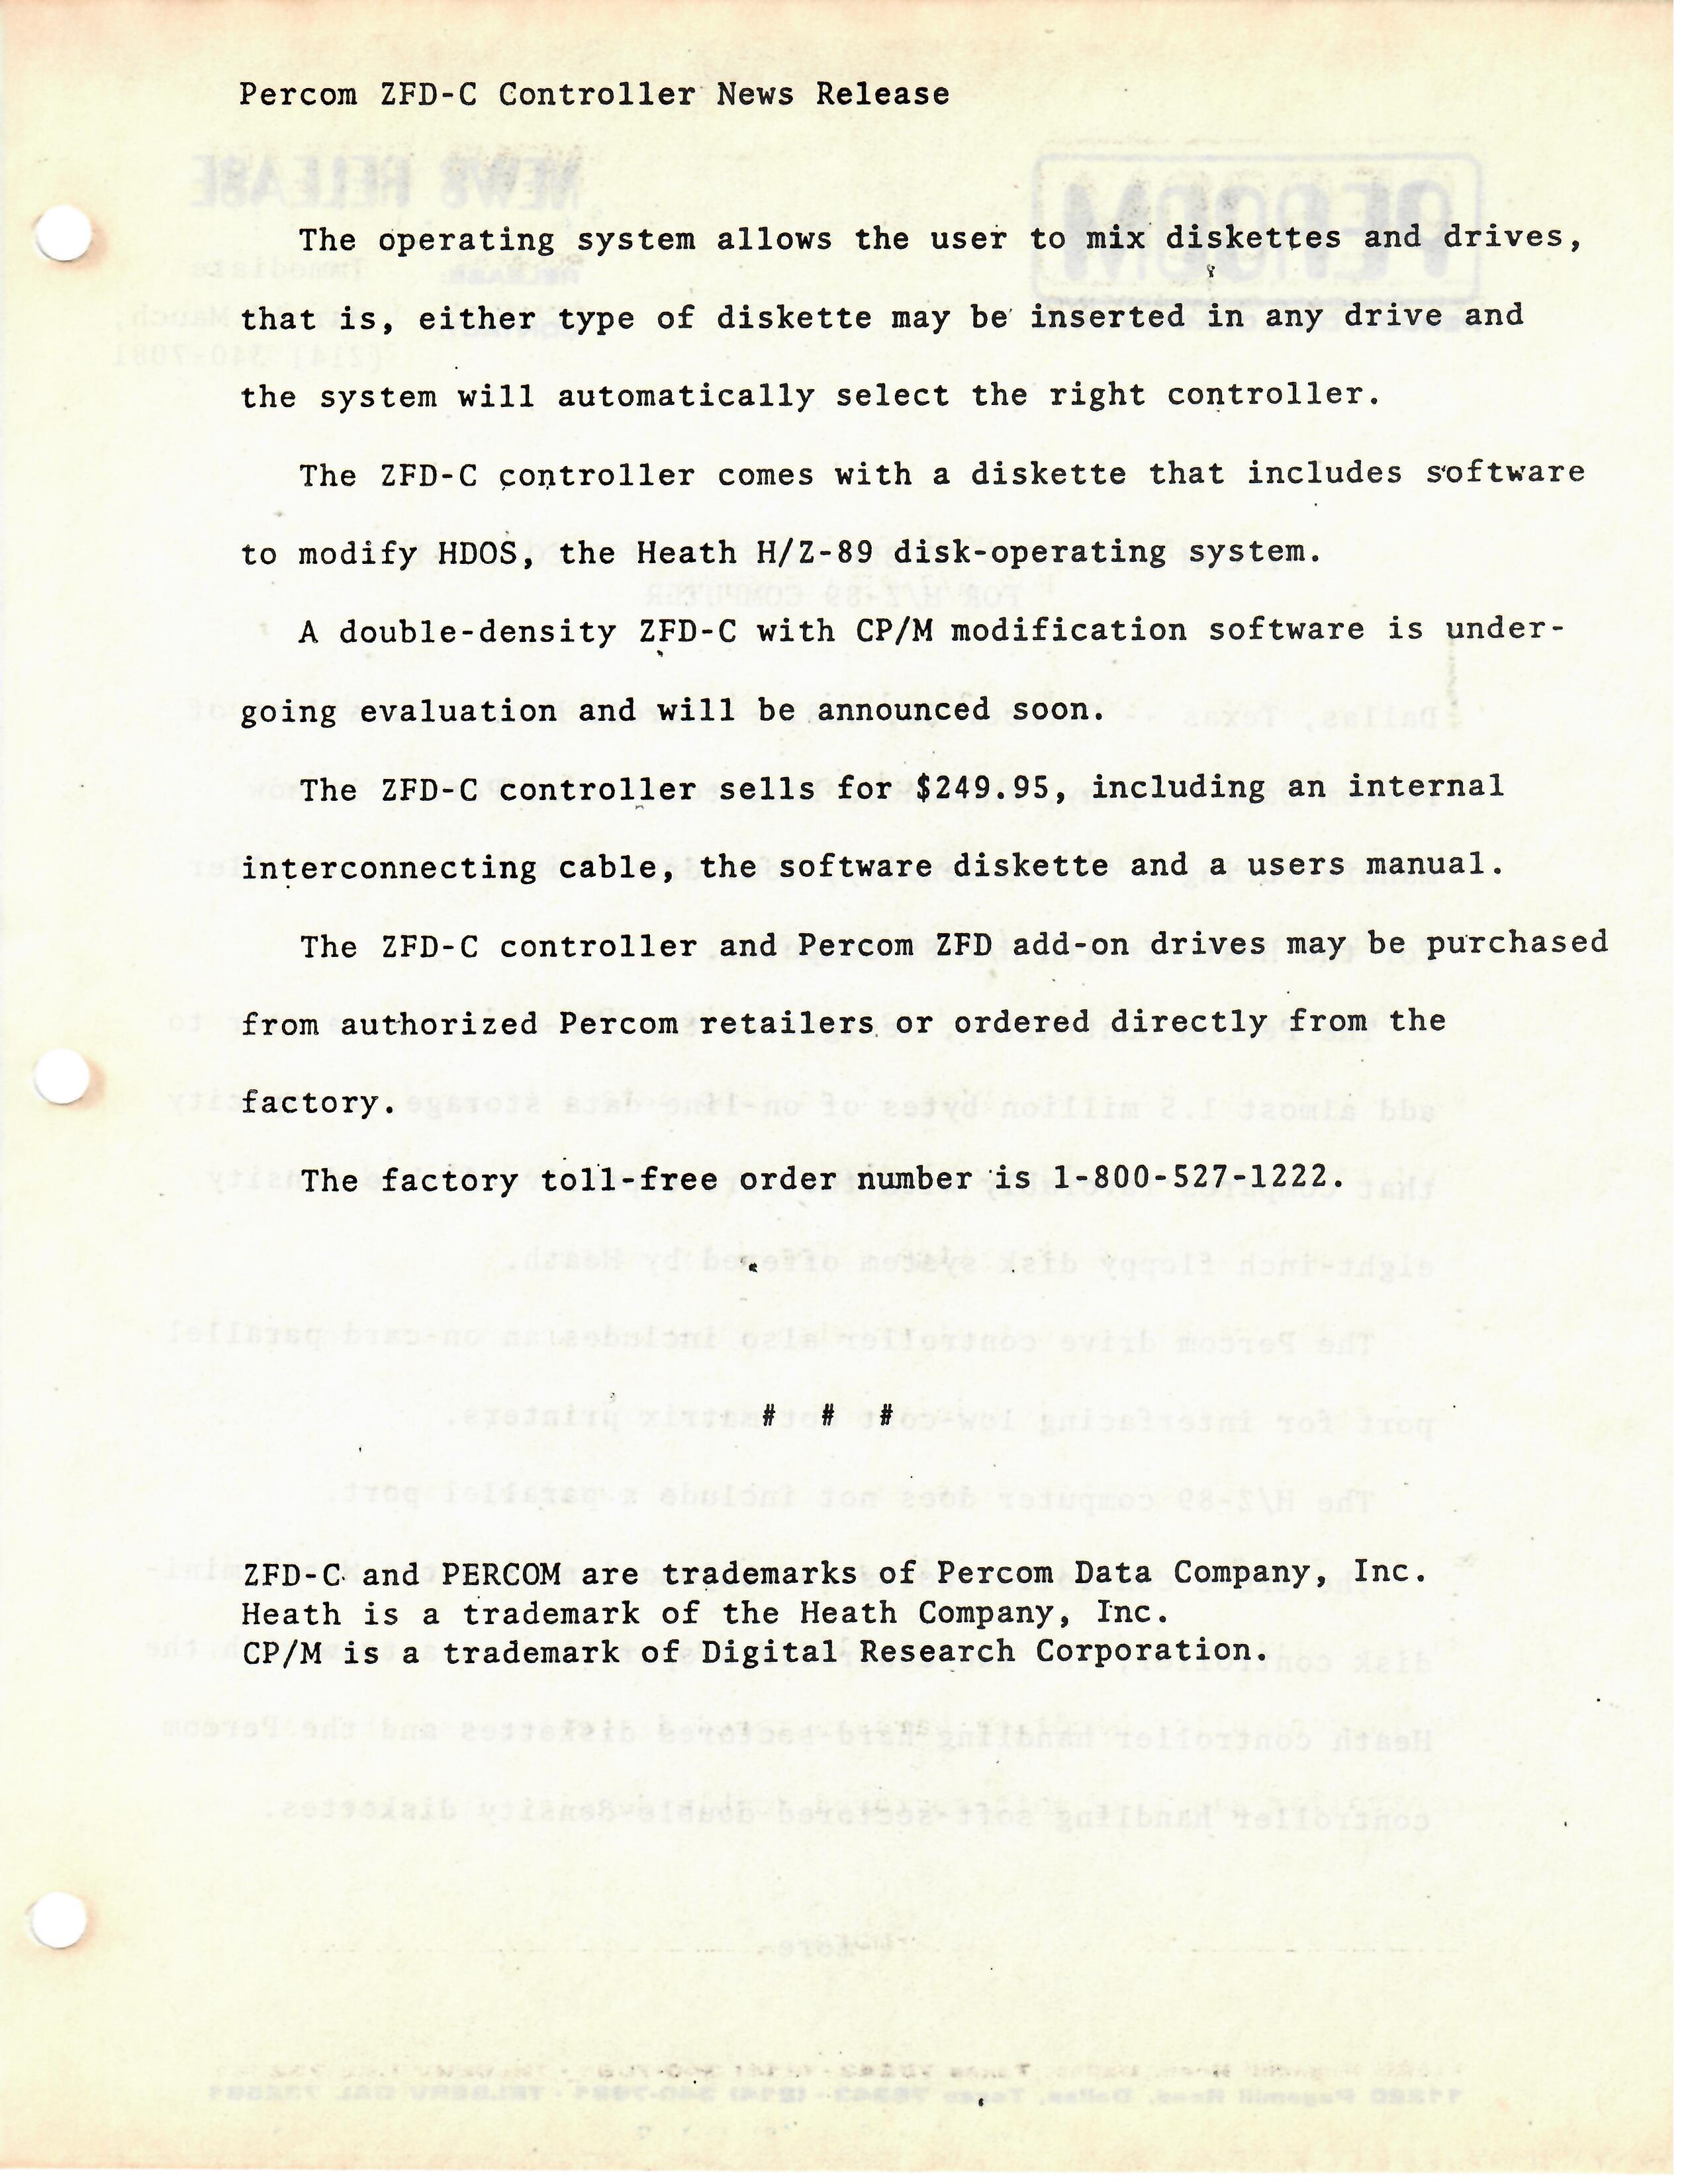 Percom ZFD-C Controller News Release
The operating system allows the user to mix diskettes and drives,
that is, either type of diskette may be inserted in any drive and
the system will automatically select the right controller.
The ZFD-C controller comes with a diskette that includes software
to modify HDOS, the Heath H/Z-89 disk-operating system.
A double-density ZFD-C with CP/M modification software is under-
going evaluation and will be announced soon.
The ZFD-C controller sells for $249.95, including an internal
interconnecting cable, the software diskette and a users manual.
The ZFD-C controller and Percom ZFD add-on drives may be purchased
from authorized Percom retailers or ordered directly from the
factory.
The factory toll-free order number is 1-800-527-1222.
# # #
ZFD-C and PERCOM are trademarks of Percom Data Company, Inc.
Heath is a trademark of the Heath Company, Inc.
CP/M is a trademark of Digital Research Corporation.